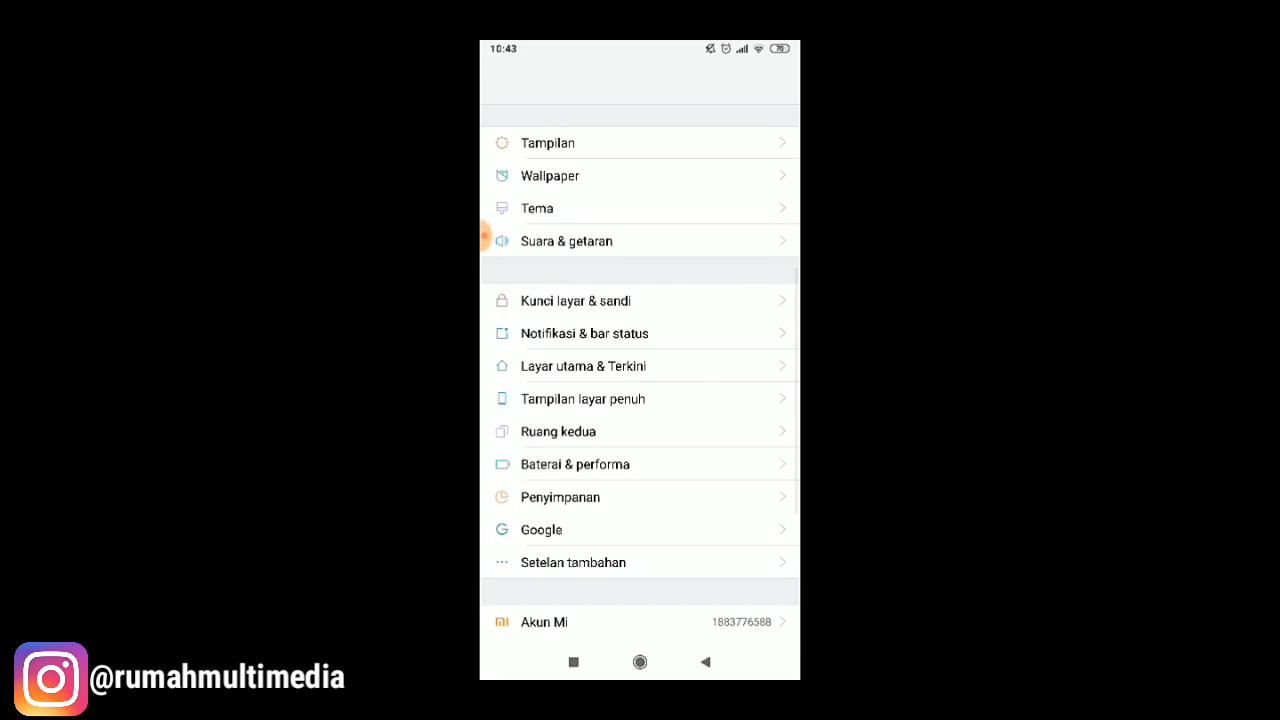 10:43
70
Tampilan
Wallpaper
Tema
Suara & getaran
Kunci layar & sandi
Notifikasi & bar status
Layar utama & Terkini
Tampilan layar penuh
Ruang kedua
Baterai & performa
Penyimpanan
Google
Setelan tambahan
Akun Mi 1883776588
@rumahmultimedia